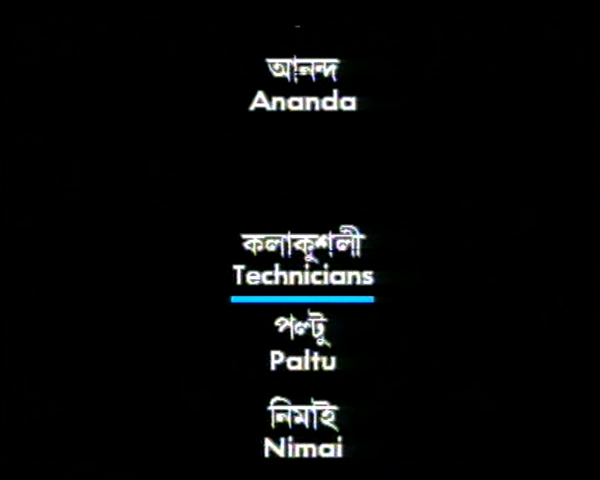 আনন্দ
Ananda
কলাকুশলী
Technicians
পল্টু
Paltu
নিমাই
Nimai